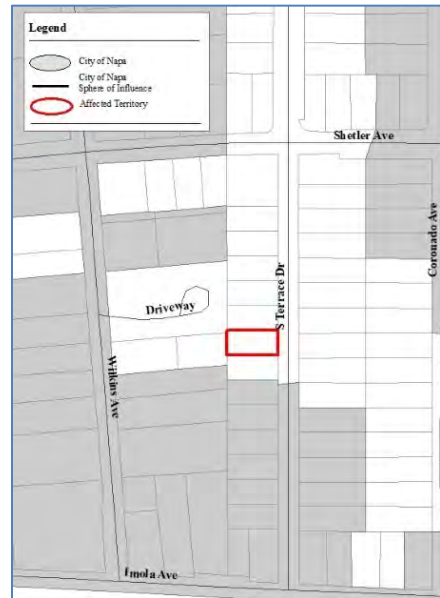 Legend
City of Napa
City of Napa
Sphere of Influence
Affected Territory
Shetler Ave
Coronado Ave
S Terrace Dr
Driveway
Wilkins Ave
Imola Ave